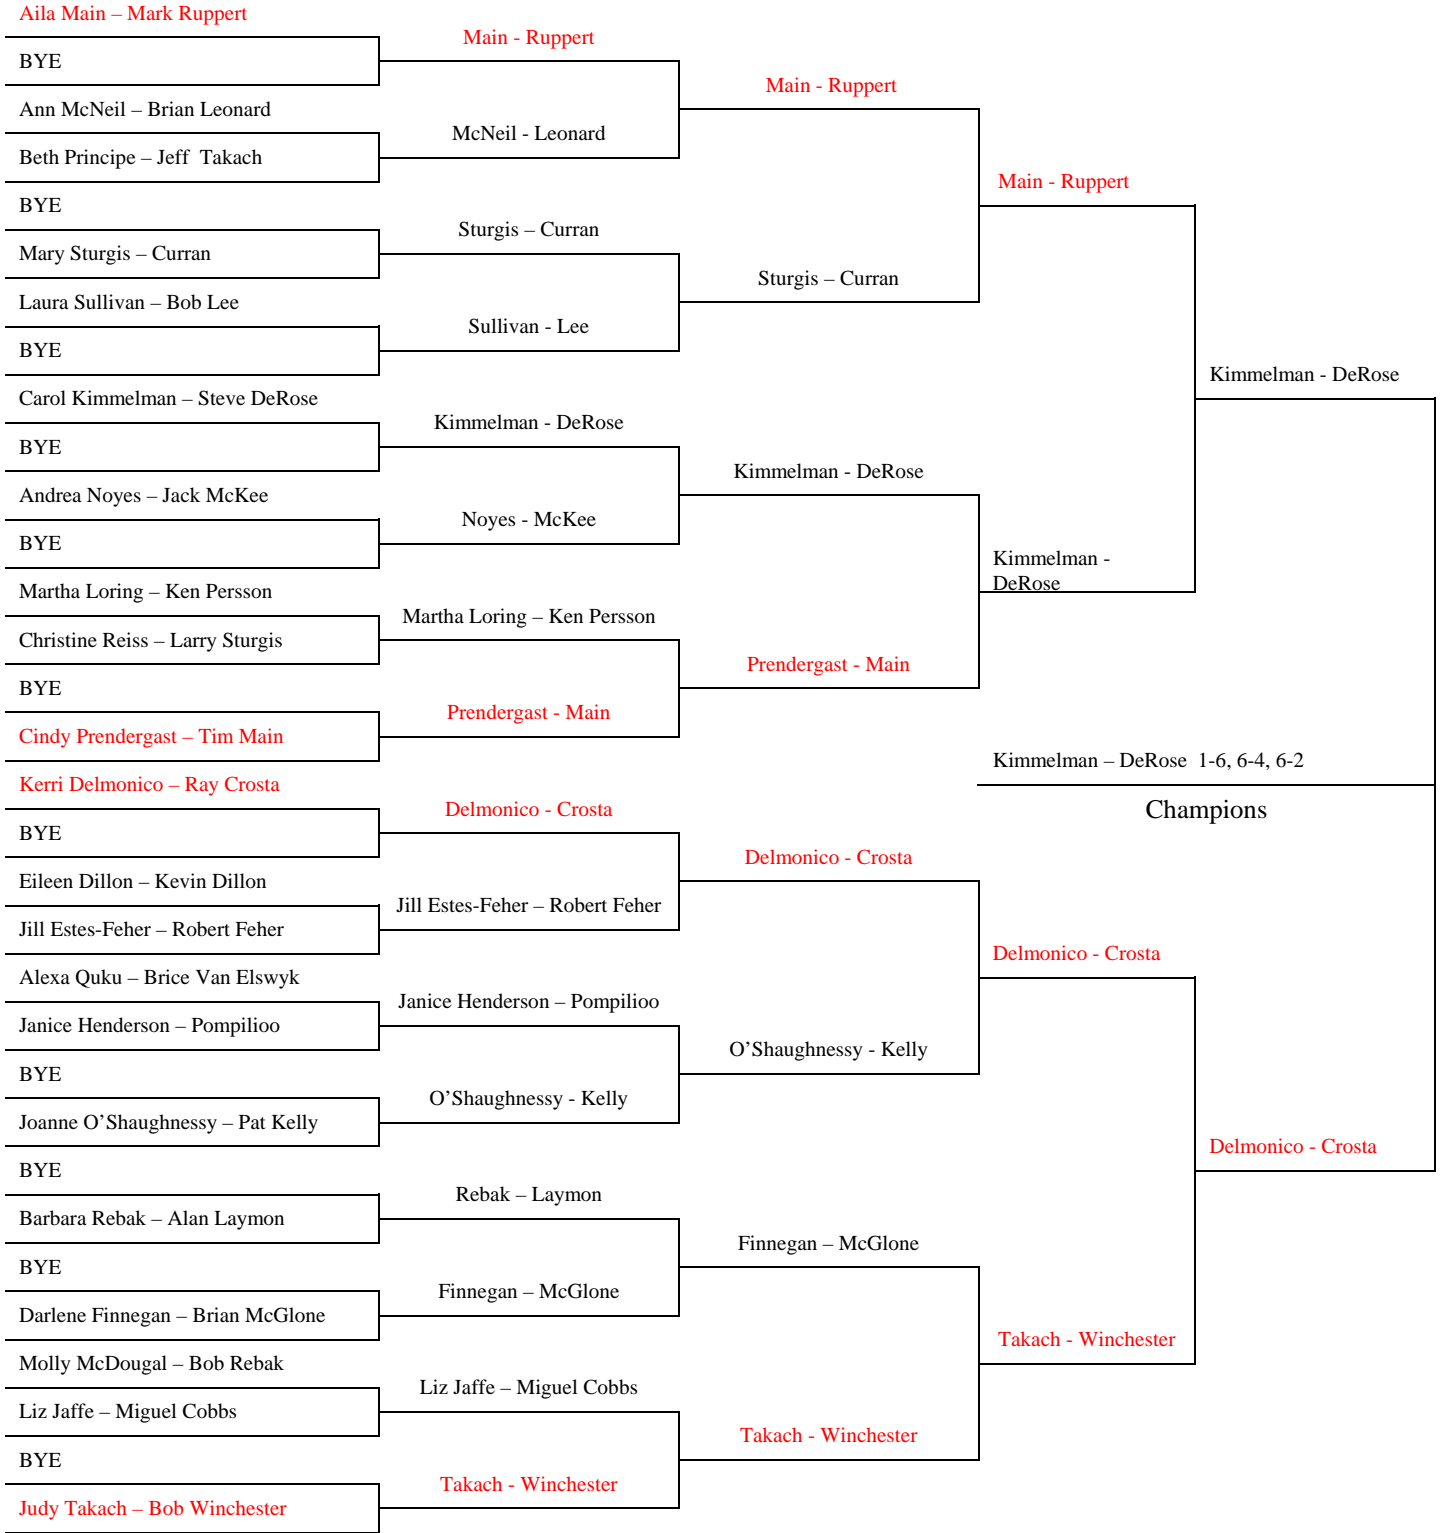 Aila Main – Mark Ruppert
BYE
Ann McNeil – Brian Leonard
Beth Principe – Jeff Takach
BYE
Mary Sturgis – Curran
Laura Sullivan – Bob Lee
BYE
Carol Kimmelman – Steve DeRose
BYE
Andrea Noyes – Jack McKee
BYE
Martha Loring – Ken Persson
Christine Reiss – Larry Sturgis
BYE
Cindy Prendergast – Tim Main
Kerri Delmonico – Ray Crosta
BYE
Eileen Dillon – Kevin Dillon
Jill Estes-Feher – Robert Feher
Alexa Quku – Brice Van Elswyk
Janice Henderson – Pompilioo
BYE
Joanne O’Shaughnessy – Pat Kelly
BYE
Barbara Rebak – Alan Laymon
BYE
Darlene Finnegan – Brian McGlone
Molly McDougal – Bob Rebak
Liz Jaffe – Miguel Cobbs
BYE
Judy Takach – Bob Winchester
Main - Ruppert
McNeil - Leonard
Sturgis – Curran
Sullivan - Lee
Kimmelman - DeRose
Noyes - McKee
Martha Loring – Ken Persson
Prendergast - Main
Delmonico - Crosta
Jill Estes-Feher – Robert Feher
Janice Henderson – Pompilioo
O’Shaughnessy - Kelly
Rebak – Laymon
Finnegan – McGlone
Liz Jaffe – Miguel Cobbs
Takach - Winchester
Main - Ruppert
Sturgis – Curran
Kimmelman - DeRose
Prendergast - Main
Delmonico - Crosta
O’Shaughnessy - Kelly
Finnegan – McGlone
Takach - Winchester
Main - Ruppert
Kimmelman -
DeRose
Delmonico - Crosta
Takach - Winchester
Kimmelman - DeRose
Delmonico - Crosta
Kimmelman – DeRose 1-6, 6-4, 6-2
Champions